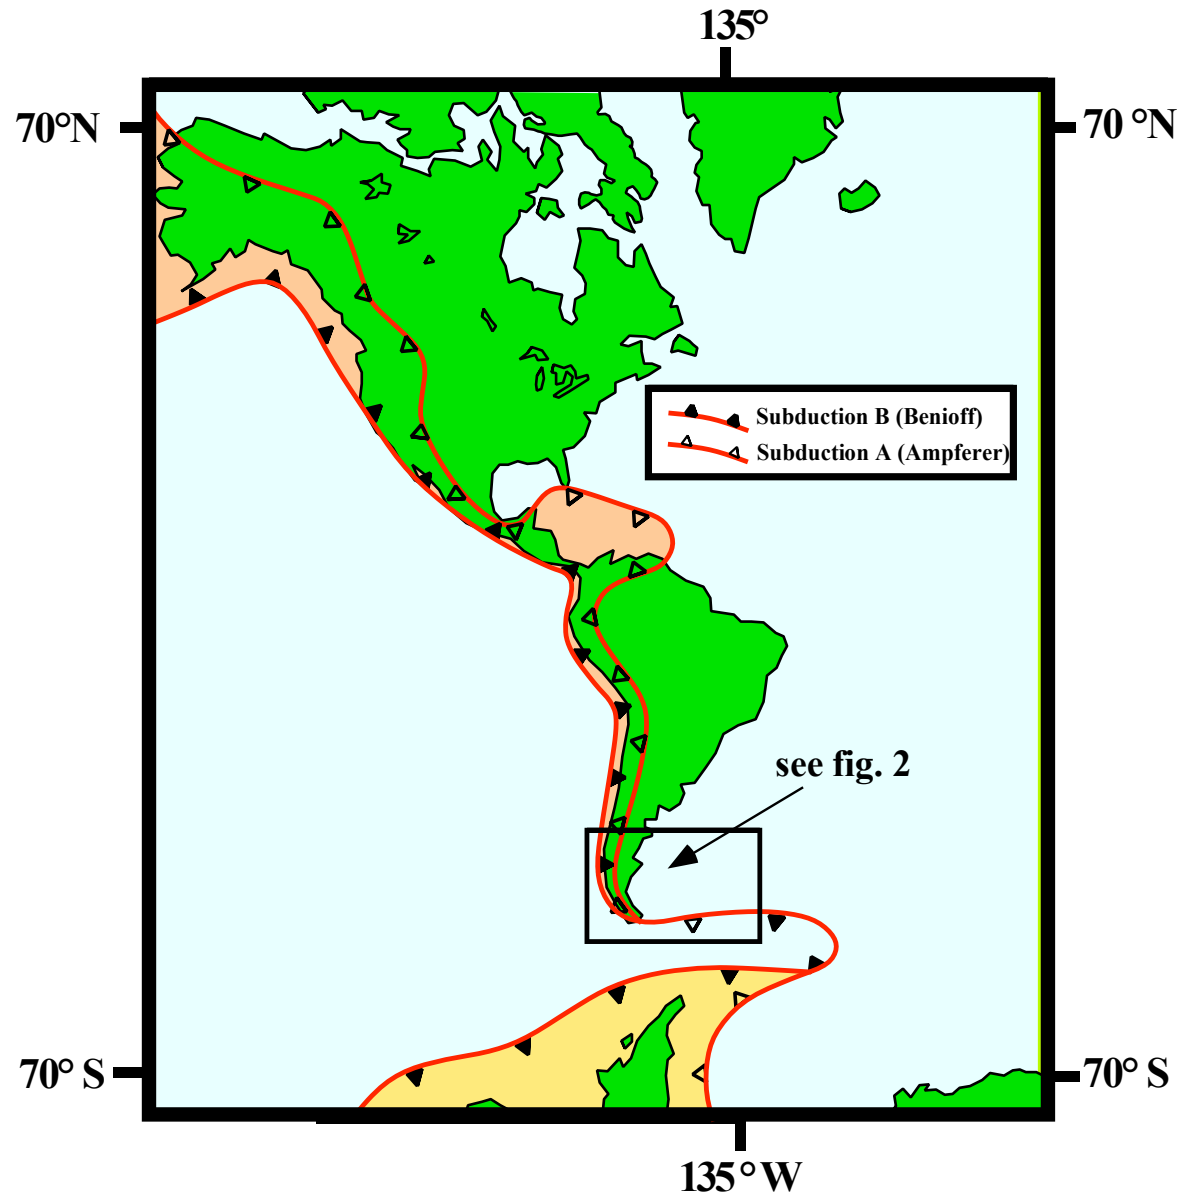 135°
70°N
70 °N
Subduction B (Benioff)
Subduction A (Ampferer)
see fig. 2
70° S
70° S
135° W